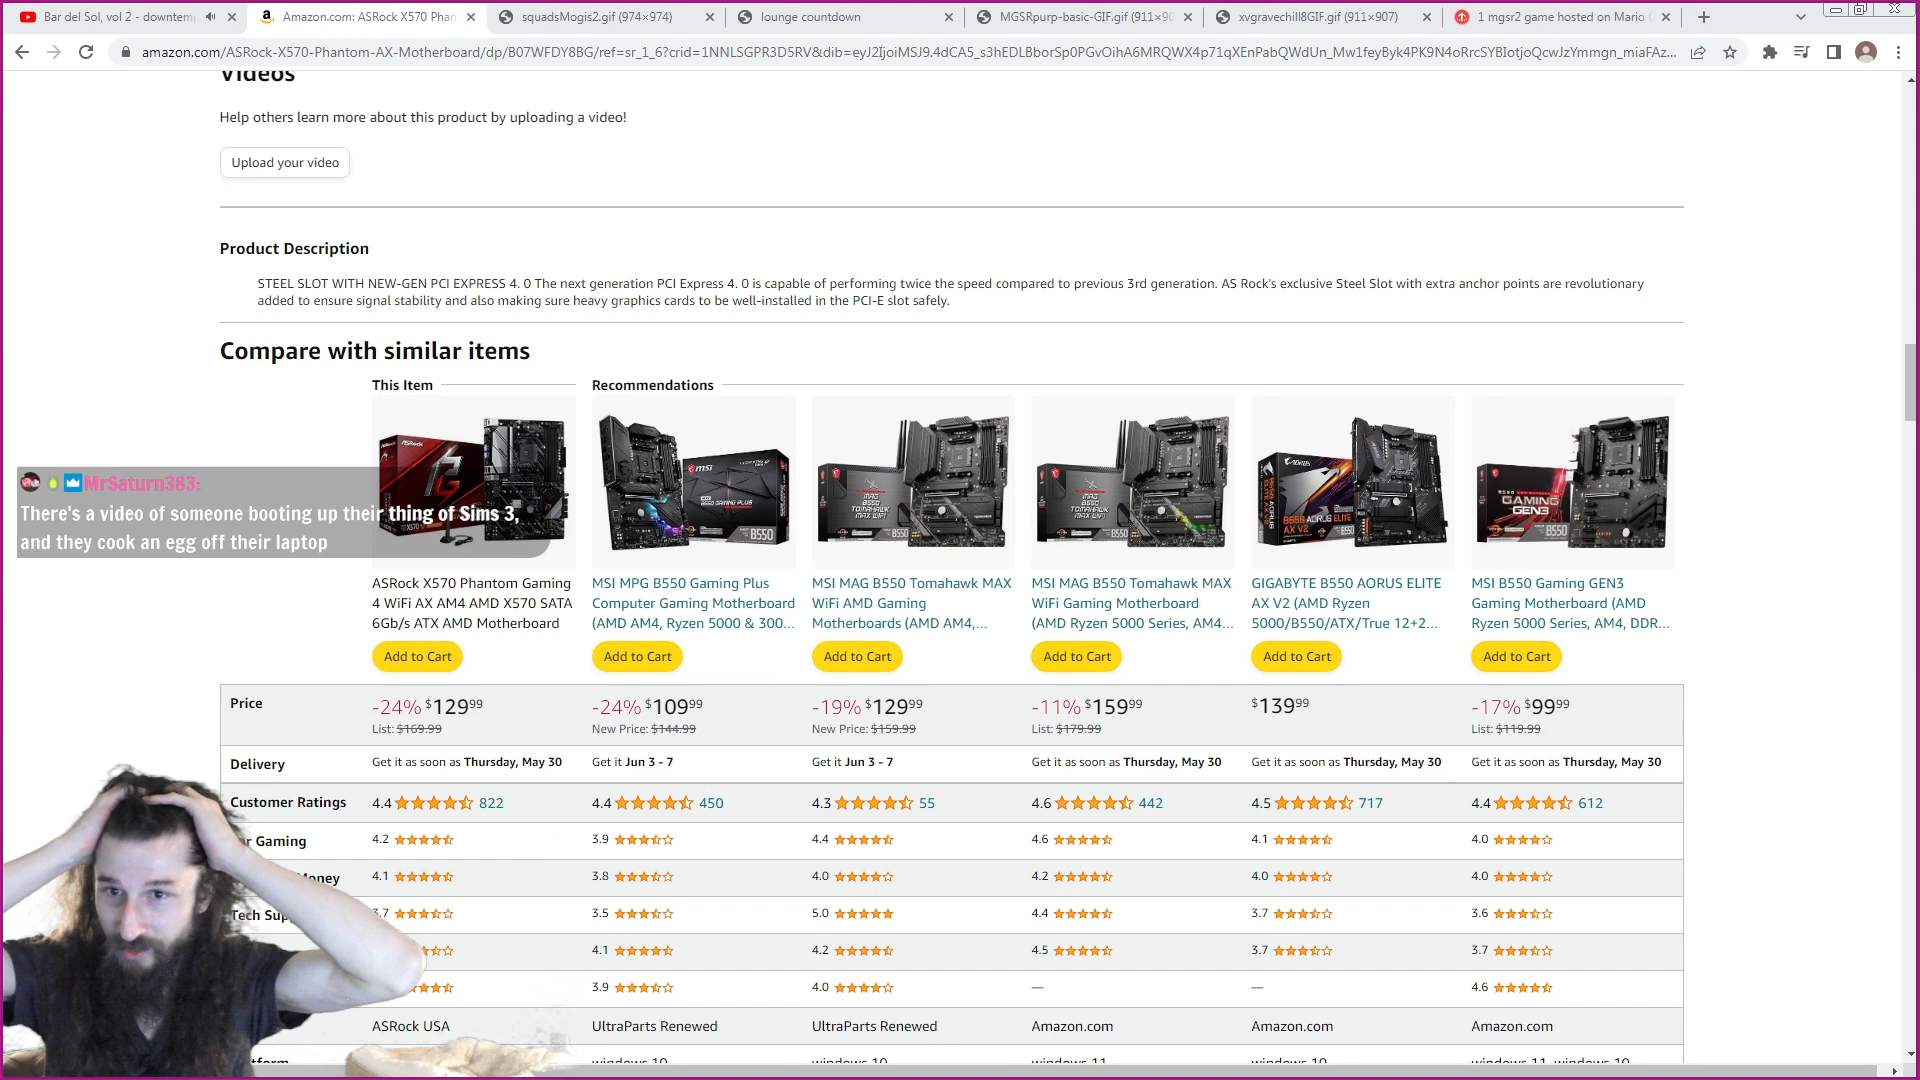 Bar del Sol, vol 2 - downtemp
Amazon.com: ASRock X570 Phan
squadsMogis2.gif (974×974)
lounge countdown
MGSRpurp-basic-GIF.gif (911×90
xvgravechill8GIF.gif (911×907)
1 mgsr2 game hosted on Mario
amazon.com/ASRock-X570-Phantom-AX-Motherboard/dp/B07WFDY8BG/ref=sr_1_6?crid=1NNLSGPR3D5RV&dib=eyJ2IjoiMSJ9.4dCA5_s3hEDLBborSp0PGvOihA6MRQWX4p71qXEnPabQWdUn_Mw1feyByk4PK9N4oRrcSYBIotjoQcwJzYmmgn_miaFAz...
Videos
Help others learn more about this product by uploading a video!
Upload your video
Product Description
STEEL SLOT WITH NEW-GEN PCI EXPRESS 4. 0 The next generation PCI Express 4. 0 is capable of performing twice the speed compared to previous 3rd generation. AS Rock's exclusive Steel Slot with extra anchor points are revolutionary
added to ensure signal stability and also making sure heavy graphics cards to be well-installed in the PCI-E slot safely.
Compare with similar items
This Item
Recommendations
MrSaturn383:
There's a video of someone booting up their thing of Sims 3,
and they cook an egg off their laptop
ASRock X570 Phantom Gaming
4 WiFi AX AM4 AMD X570 SATA
6Gb/s ATX AMD Motherboard
MSI MPG B550 Gaming Plus
Computer Gaming Motherboard
(AMD AM4, Ryzen 5000 & 300...
MSI MAG B550 Tomahawk MAX
WiFi AMD Gaming
Motherboards (AMD AM4,...
MSI MAG B550 Tomahawk MAX
WiFi Gaming Motherboard
(AMD Ryzen 5000 Series, AM4...
GIGABYTE B550 AORUS ELITE
AX V2 (AMD Ryzen
5000/B550/ATX/True 12+2...
MSI B550 Gaming GEN3
Gaming Motherboard (AMD
Ryzen 5000 Series, AM4, DDR...
Add to Cart Add to Cart Add to Cart Add to Cart Add to Cart Add to Cart
Price -24% $129.99 -24% $109.99 -19% $129.99 -11% $159.99 $139.99 -17% $99.99
List: $169.99 New Price: $144.99 New Price: $159.99 List: $179.99 List: $119.99
Delivery Get it as soon as Thursday, May 30 Get it Jun 3 - 7 Get it Jun 3 - 7 Get it as soon as Thursday, May 30 Get it as soon as Thursday, May 30 Get it as soon as Thursday, May 30
Customer Ratings 4.4 822 4.4 450 4.3 55 4.6 442 4.5 717 4.4 612
Gaming 4.2 3.9 4.4 4.6 4.1 4.0
Money 4.1 3.8 4.0 4.2 4.0 4.0
Tech Sup 3.7 3.5 5.0 4.4 3.7 3.6
4.1 4.2 4.5 3.7 3.7
3.9 4.0 — — 4.6
ASRock USA UltraParts Renewed UltraParts Renewed Amazon.com Amazon.com Amazon.com
windows 10 windows 10 windows 11 windows 10 windows 11, windows 10